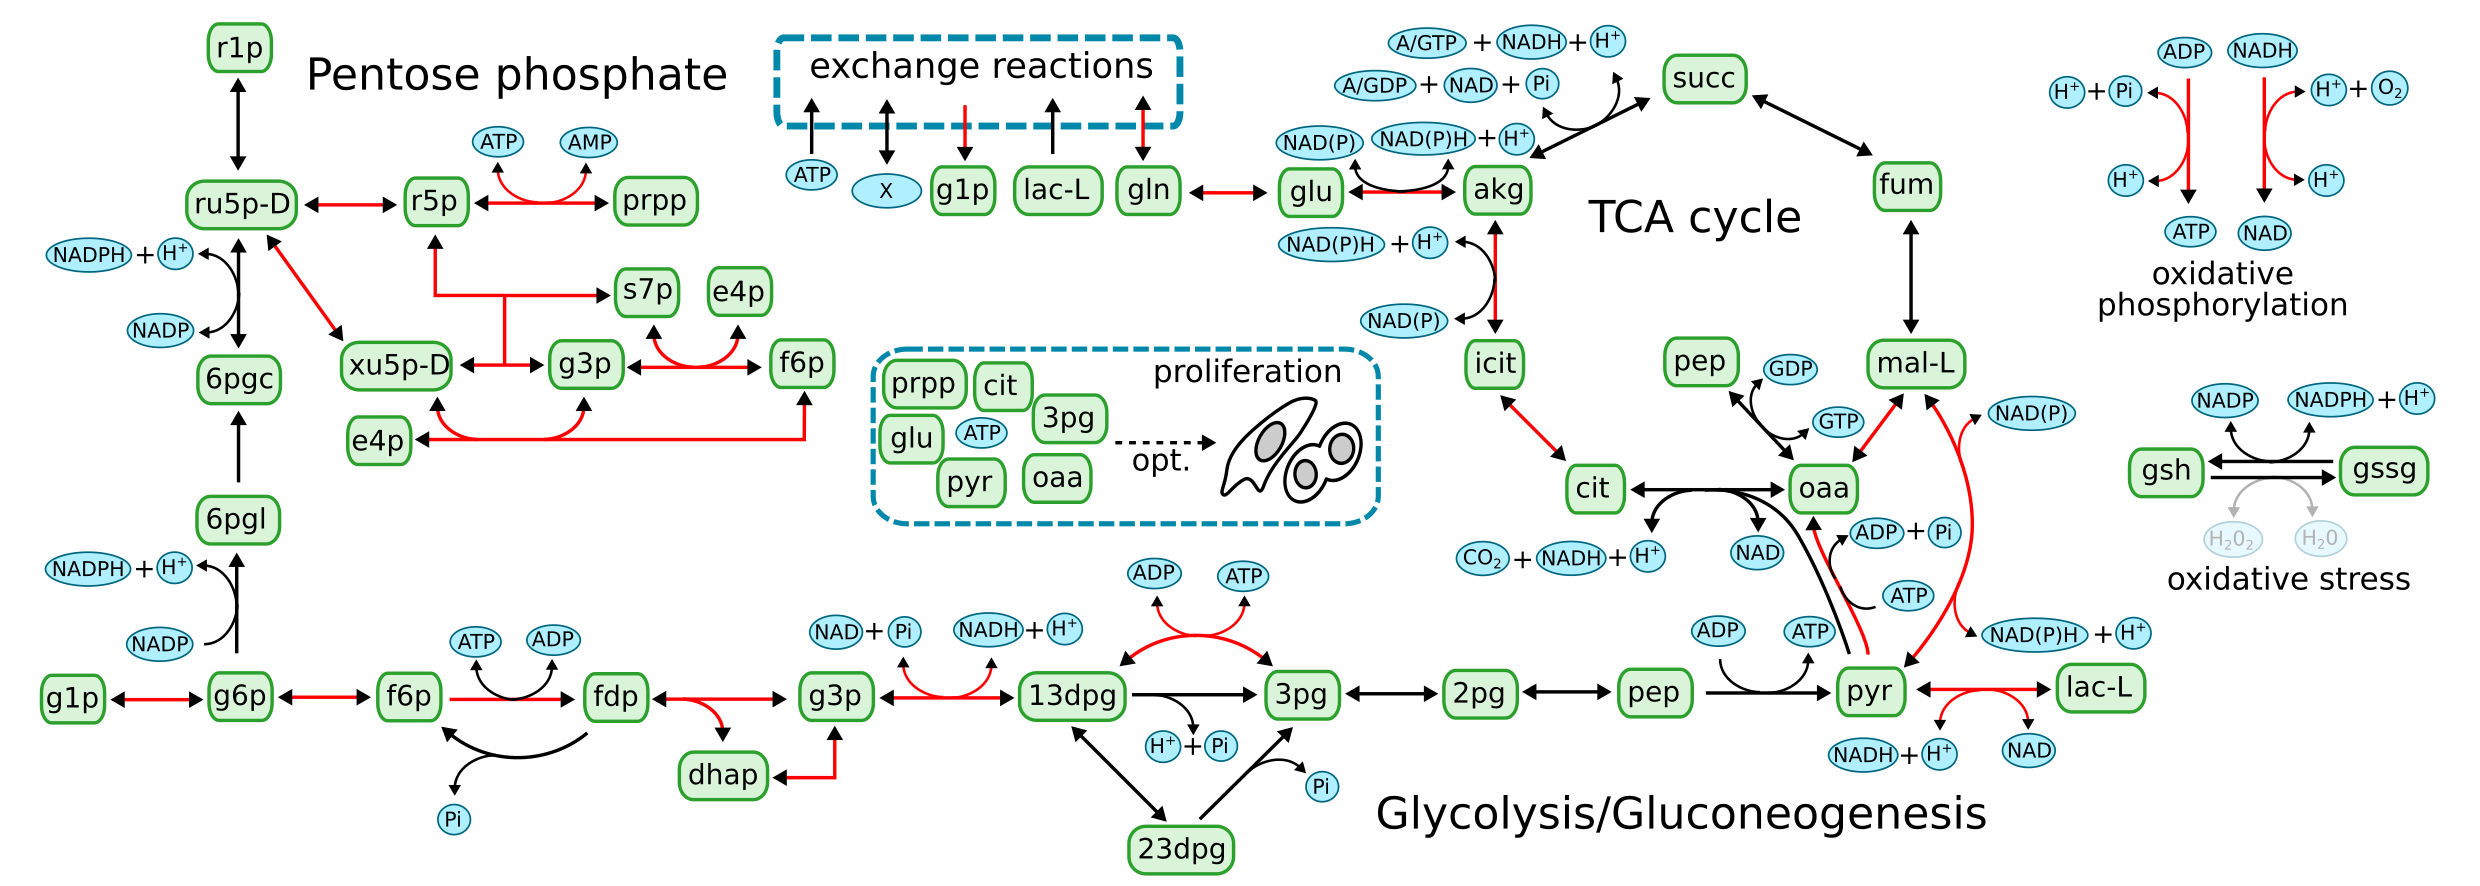 r1p
Pentose phosphate
ATP
AMP
ru5p-D
r5p
prpp
NADPH + H⁺
NADP
s7p
e4p
xu5p-D
g3p
f6p
6pgc
e4p
6pgl
NADPH + H⁺
NADP
exchange reactions
ATP
X
g1p
lac-L
gln
glu
akg
A/GTP + NADH + H⁺
A/GDP + NAD + Pi
NAD(P)
NAD(P)H + H⁺
succ
fum
TCA cycle
NAD(P)H + H⁺
NAD(P)
icit
pep
GDP
GTP
mal-L
NAD(P)
cit
oaa
CO₂ + NADH + H⁺
NAD
ADP + Pi
ATP
NAD(P)H + H⁺
ADP
NADH
H⁺ + Pi
H⁺ + O₂
H⁺
H⁺
ATP
NAD
oxidative
phosphorylation
NADP
NADPH + H⁺
gsh
gssg
H₂0₂
H₂0
oxidative stress
prpp
cit
proliferation
3pg
glu
ATP
opt.
pyr
oaa
g1p
g6p
f6p
ATP
ADP
fdp
Pi
dhap
g3p
NAD + Pi
NADH + H⁺
13dpg
ADP
ATP
H⁺ + Pi
3pg
Pi
23dpg
2pg
pep
ADP
ATP
pyr
lac-L
NADH + H⁺
NAD
Glycolysis/Gluconeogenesis